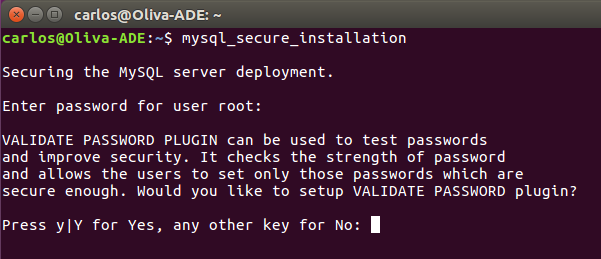 carlos@Oliva-ADE: ~
carlos@Oliva-ADE:~$ mysql_secure_installation
Securing the MySQL server deployment.
Enter password for user root:
VALIDATE PASSWORD PLUGIN can be used to test passwords
and improve security. It checks the strength of password
and allows the users to set only those passwords which are
secure enough. Would you like to setup VALIDATE PASSWORD plugin?
Press y|Y for Yes, any other key for No: